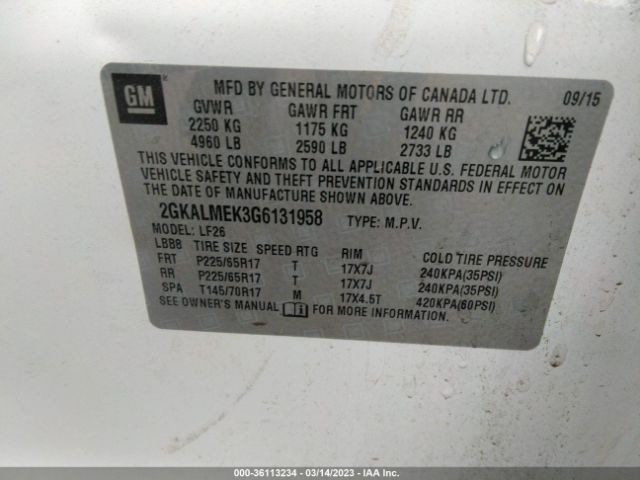 GM
MFD BY GENERAL MOTORS OF CANADA LTD. 09/15
GVWR GAWR FRT GAWR RR
2250 KG 1175 KG 1240 KG
4960 LB 2590 LB 2733 LB
THIS VEHICLE CONFORMS TO ALL APPLICABLE U.S. FEDERAL MOTOR
VEHICLE SAFETY AND THEFT PREVENTION STANDARDS IN EFFECT ON
THE DATE OF MANUFACTURE SHOWN ABOVE.
2GKALMEK3G6131958 TYPE: M.P.V.
MODEL: LF26
LBB8 TIRE SIZE SPEED RTG RIM COLD TIRE PRESSURE
FRT P225/65R17 T 17X7J 240KPA(35PSI)
RR P225/65R17 T 17X7J 240KPA(35PSI)
SPA T145/70R17 M 17X4.5T 420KPA(60PSI)
SEE OWNER'S MANUAL FOR MORE INFORMATION.
000-36113234 - 03/14/2023 - IAA Inc.